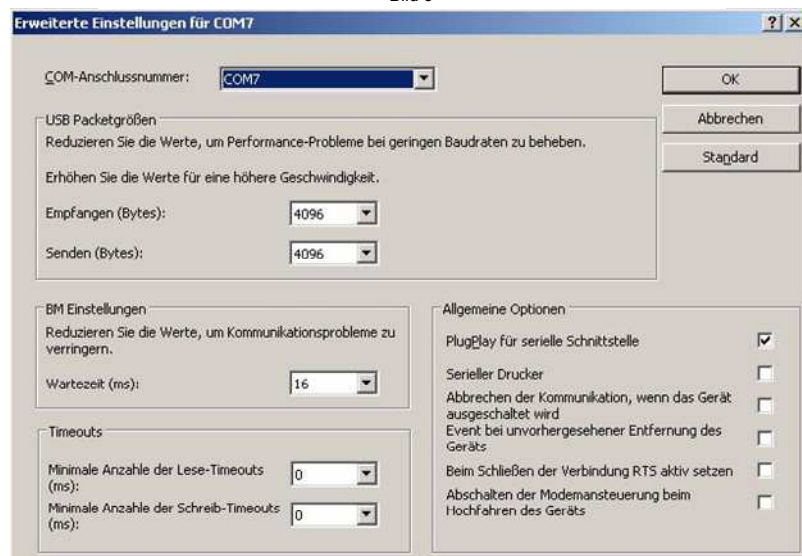 Erweiterte Einstellungen für COM7
COM-Anschlussnummer:
COM7
OK
Abbrechen
Standard
USB Packetgrößen
Reduzieren Sie die Werte, um Performance-Probleme bei geringen Baudraten zu beheben.
Erhöhen Sie die Werte für eine höhere Geschwindigkeit.
Empfangen (Bytes):
4096
Senden (Bytes):
4096
BM Einstellungen
Reduzieren Sie die Werte, um Kommunikationsprobleme zu
verringern.
Wartezeit (ms):
16
Timeouts
Minimale Anzahle der Lese-Timeouts
(ms):
0
Minimale Anzahle der Schreib-Timeouts
(ms):
0
Allgemeine Optionen
PlugPlay für serielle Schnittstelle
Serieller Drucker
Abbrechen der Kommunikation, wenn das Gerät
ausgeschaltet wird
Event bei unvorhergesehener Entfernung des
Geräts
Beim Schließen der Verbindung RTS aktiv setzen
Abschalten der Modemansteuerung beim
Hochfahren des Geräts